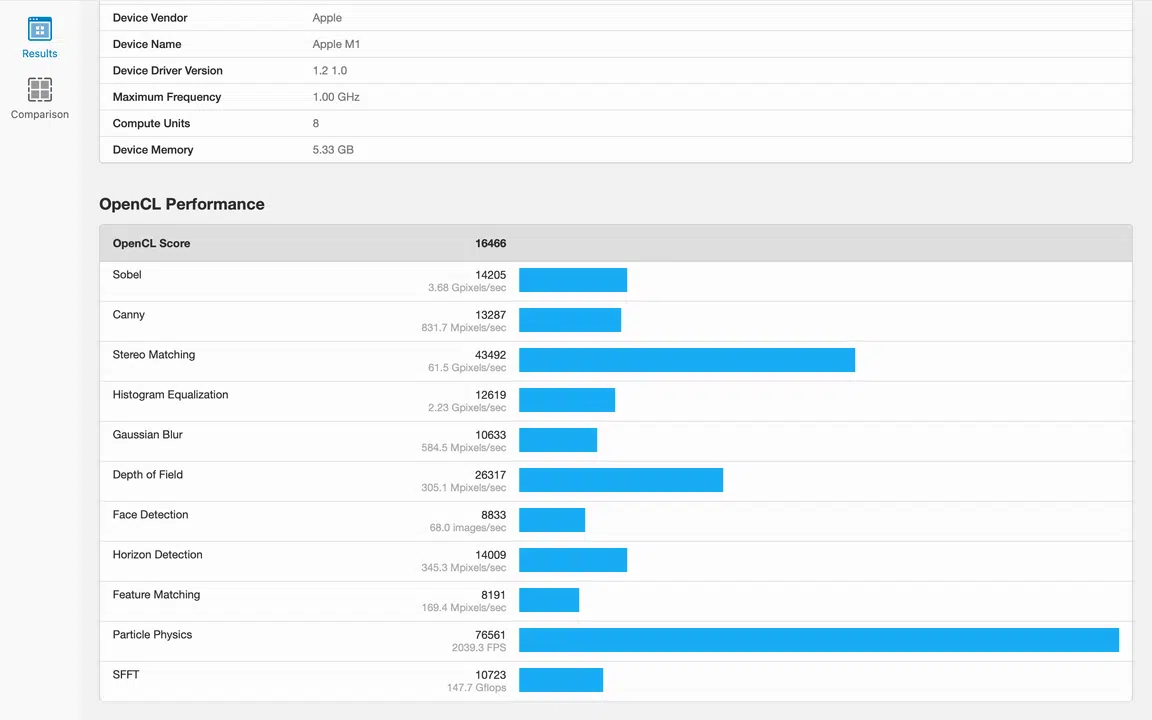 Results
Comparison
Device Vendor Apple
Device Name Apple M1
Device Driver Version 1.2 1.0
Maximum Frequency 1.00 GHz
Compute Units 8
Device Memory 5.33 GB
OpenCL Performance
OpenCL Score 16466
Sobel 14205
3.68 Gpixels/sec
Canny 13287
831.7 Mpixels/sec
Stereo Matching 43492
61.5 Gpixels/sec
Histogram Equalization 12619
2.23 Gpixels/sec
Gaussian Blur 10633
584.5 Mpixels/sec
Depth of Field 26317
305.1 Mpixels/sec
Face Detection 8833
68.0 images/sec
Horizon Detection 14009
345.3 Mpixels/sec
Feature Matching 8191
169.4 Mpixels/sec
Particle Physics 76561
2039.3 FPS
SFFT 10723
147.7 Gflops